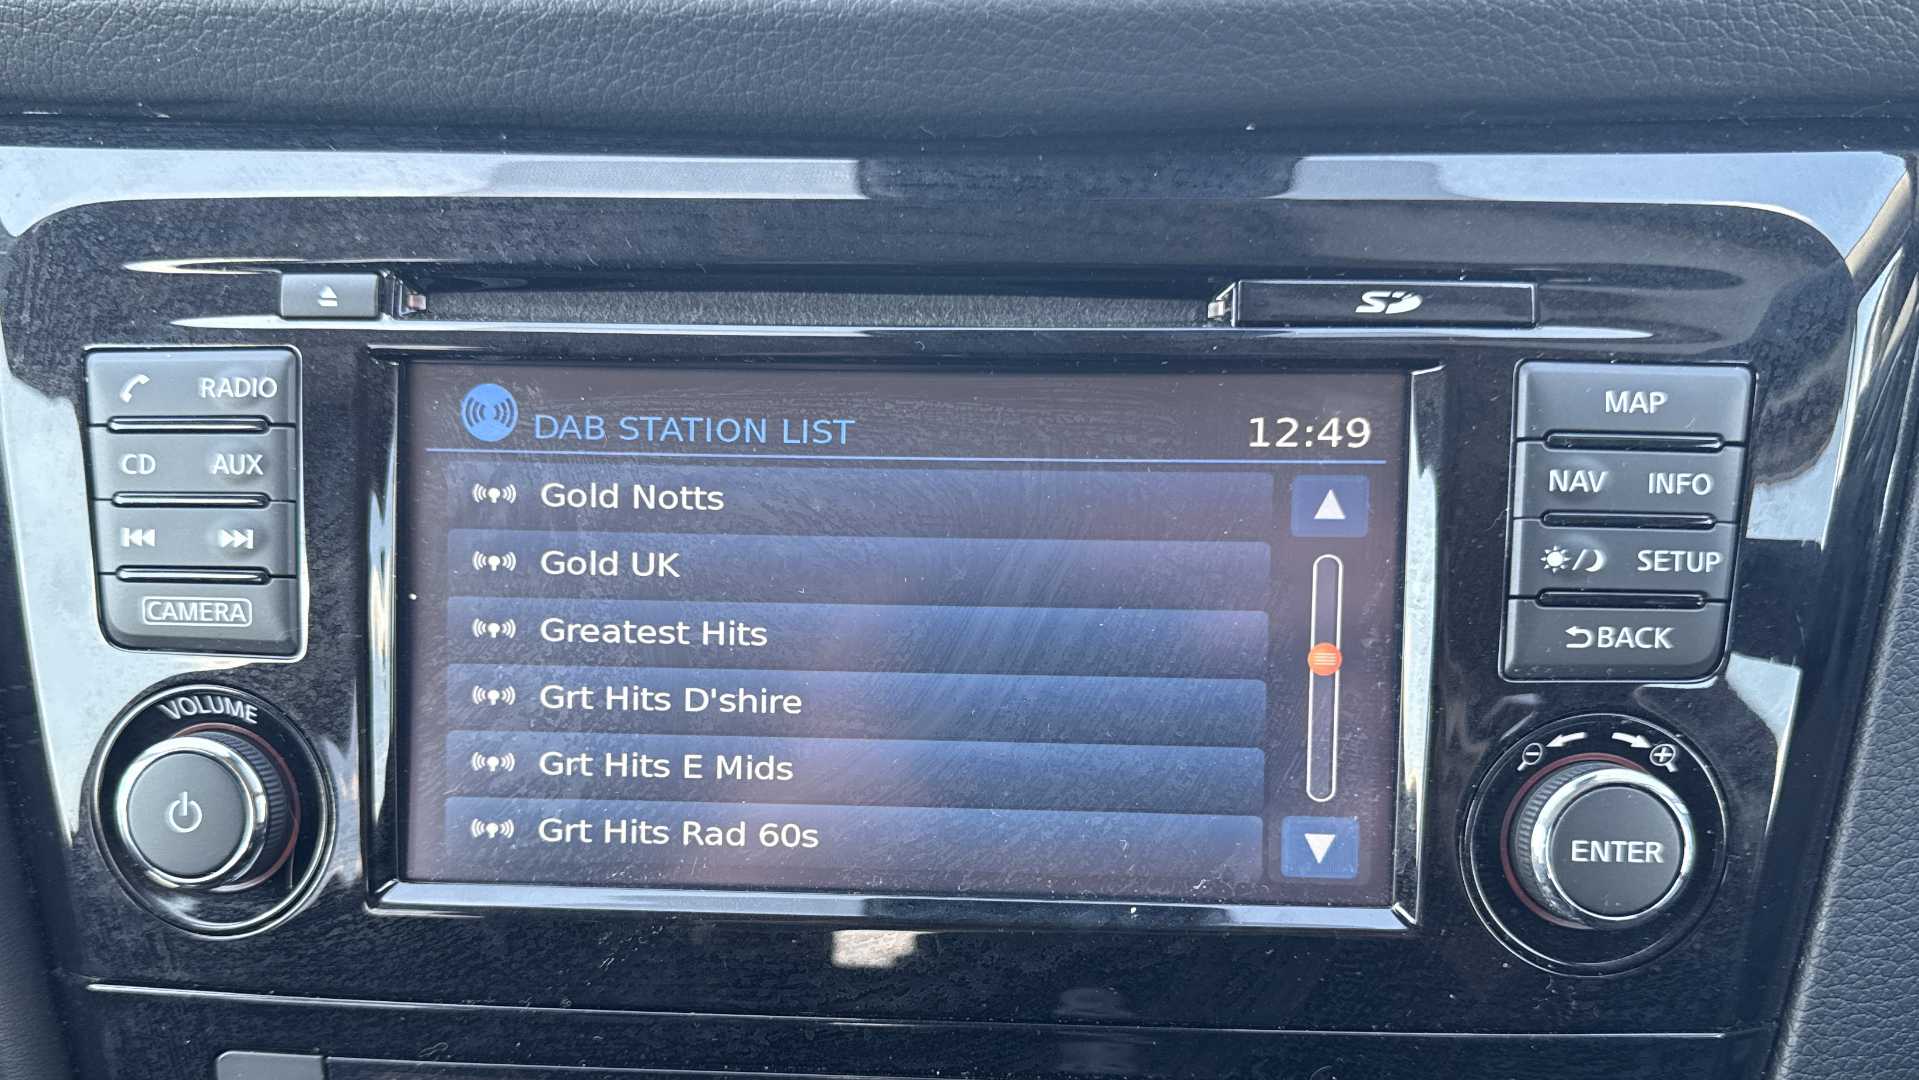 SD
RADIO
MAP
DAB STATION LIST
12:49
CD AUX
NAV INFO
Gold Notts
Gold UK
SETUP
CAMERA
Greatest Hits
BACK
VOLUME
Grt Hits D'shire
Grt Hits E Mids
Grt Hits Rad 60s
ENTER